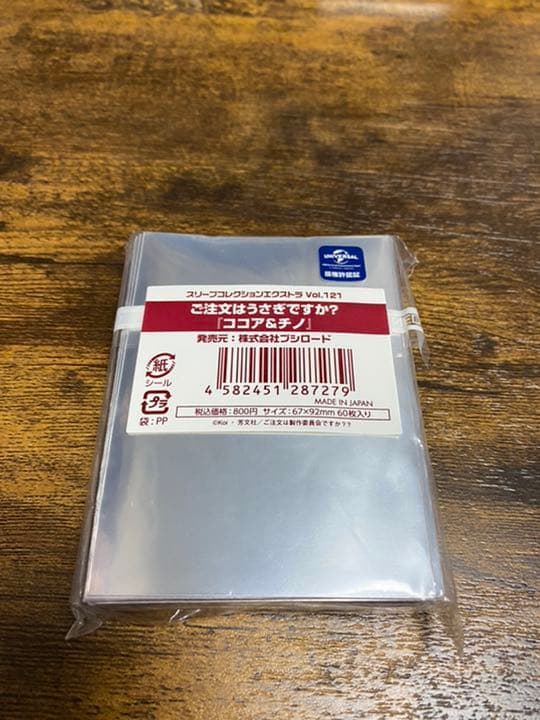 UNIVERSAL
版権許諾証
スリーブコレクションエクストラ Vol.121
ご注文はうさぎですか?
『ココア&チノ』
発売元:株式会社ブシロード
紙
シール
プラ
袋:PP
4 582451 287279
MADE IN JAPAN
税込価格:800円 サイズ:67×92mm 60枚入り
©Koi・芳文社/ご注文は製作委員会ですか??